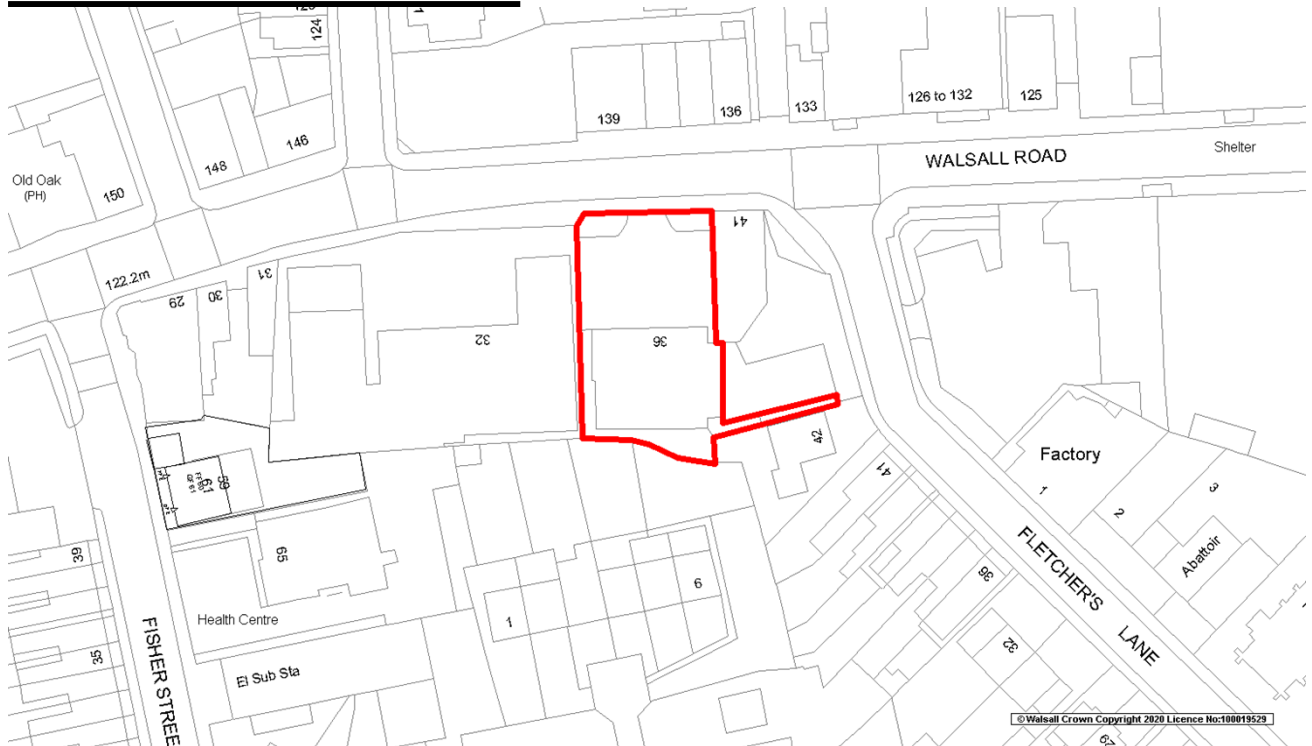 124
139
136
133
126 to 132
125
148
146
WALSALL ROAD
Shelter
Old Oak
(PH)
150
41
122.2m
31
30
29
32
36
42
41
Factory
1
2
3
Abattoir
59
61
65
39
35
Health Centre
El Sub Sta
1
6
FISHER STREE
FLETCHER'S
LANE
36
32
67
©Walsall Crown Copyright 2020 Licence No:100019529